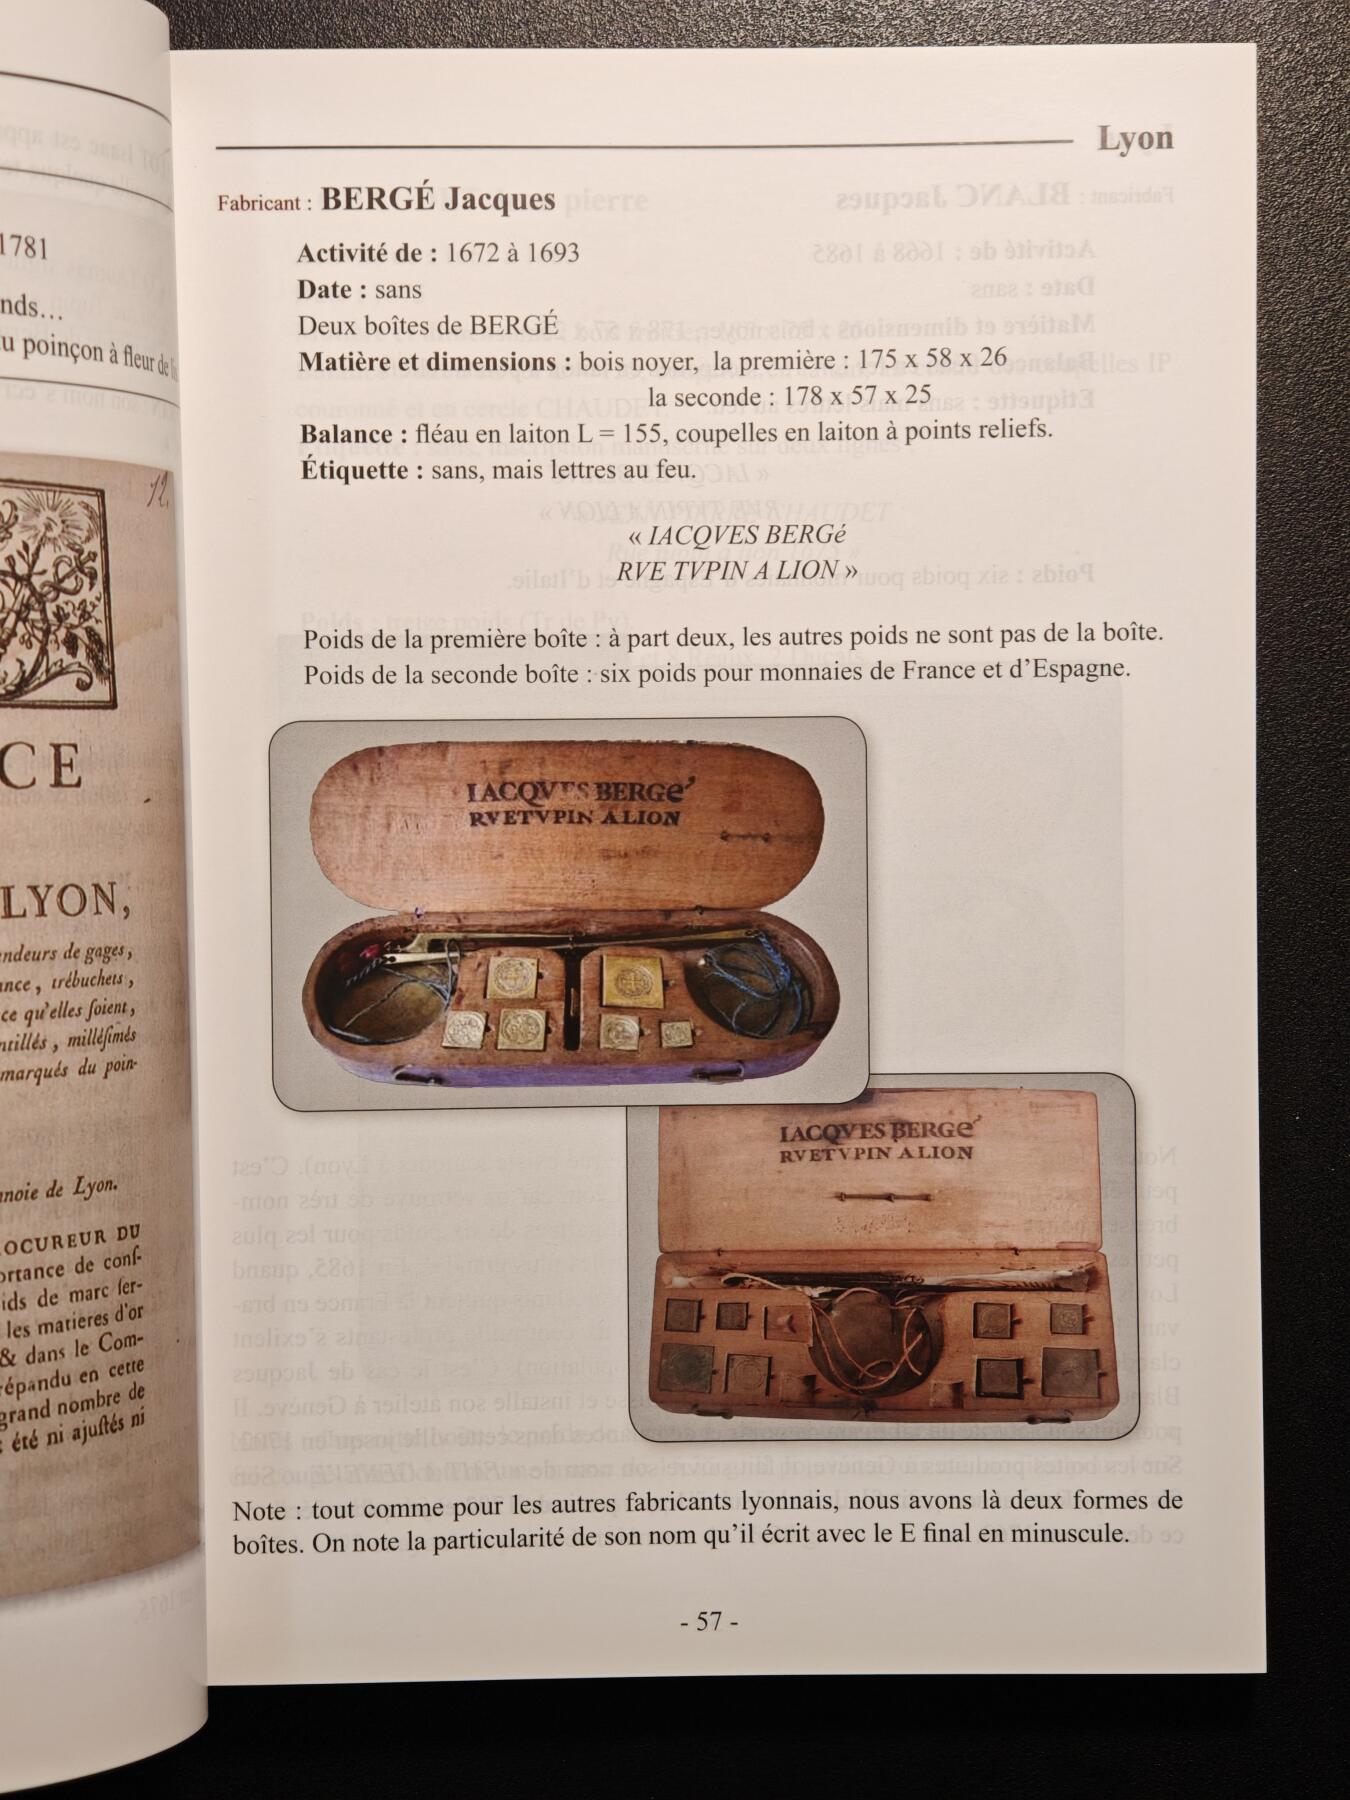 1781
nds...
u poinçon à fleur de
12.
CE
LYON,
endeurs de gages,
ance, trébuchets,
ce qu'elles ſoient,
ntillés, milléſimés
marqués du poin-
nnoie de Lyon.
OCUREUR DU
ortance de conſ-
ids de marc ſer-
les matières d'or
& dans le Com-
répandu en cette
grand nombre de
été ni ajuſtés ni
Lyon
Fabricant : BERGÉ Jacques
Activité de : 1672 à 1693
Date : sans
Deux boîtes de BERGÉ
Matière et dimensions : bois noyer, la première : 175 x 58 x 26
la seconde : 178 x 57 x 25
Balance : fléau en laiton L = 155, coupelles en laiton à points reliefs.
Étiquette : sans, mais lettres au feu.
« IACQVES BERGé
RVE TVPIN A LION »
Poids de la première boîte : à part deux, les autres poids ne sont pas de la boîte.
Poids de la seconde boîte : six poids pour monnaies de France et d'Espagne.
IACQVES BERGé
RVETVPIN ALION
IACQVES BERGé
RVETVPIN ALION
Note : tout comme pour les autres fabricants lyonnais, nous avons là deux formes de
boîtes. On note la particularité de son nom qu'il écrit avec le E final en minuscule.
- 57 -